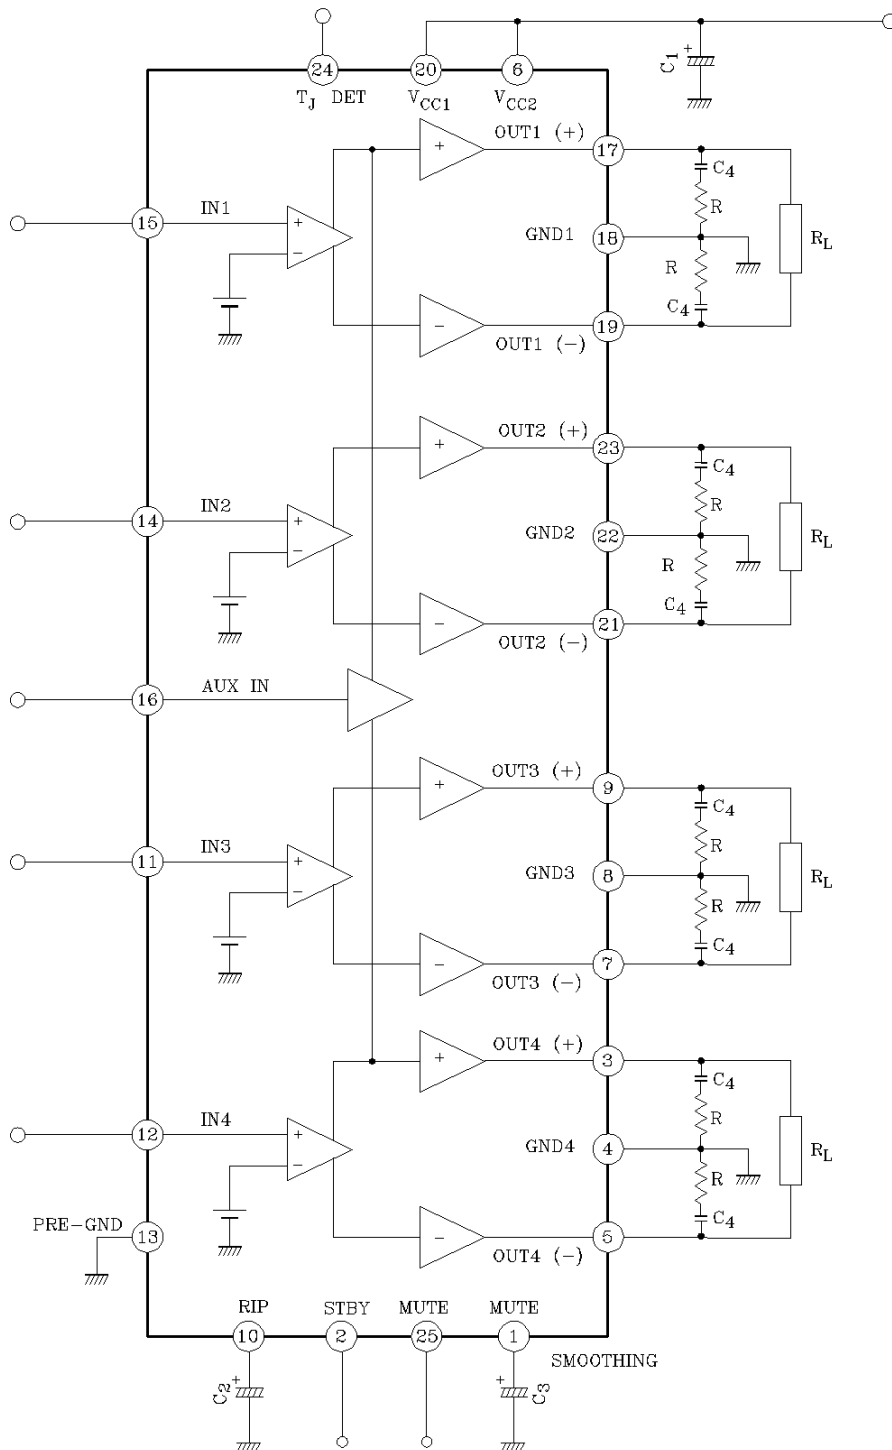 24 20 6
T_J DET V_CC1 V_CC2
C_1 +
OUT1 (+) 17
+
C_4
R
15 IN1
+
−
GND1 18
R_L
R
C_4
−
19
OUT1 (−)
OUT2 (+) 23
+
C_4
R
14 IN2
+
−
GND2 22
R_L
R
C_4
−
21
OUT2 (−)
16 AUX IN
OUT3 (+) 9
+
C_4
R
11 IN3
+
−
GND3 8
R_L
R
C_4
−
7
OUT3 (−)
OUT4 (+) 3
+
C_4
R
12 IN4
+
−
GND4 4
R_L
R
C_4
PRE-GND 13
−
5
OUT4 (−)
RIP STBY MUTE MUTE
10 2 25 1
SMOOTHING
C_2 +
+ C_3